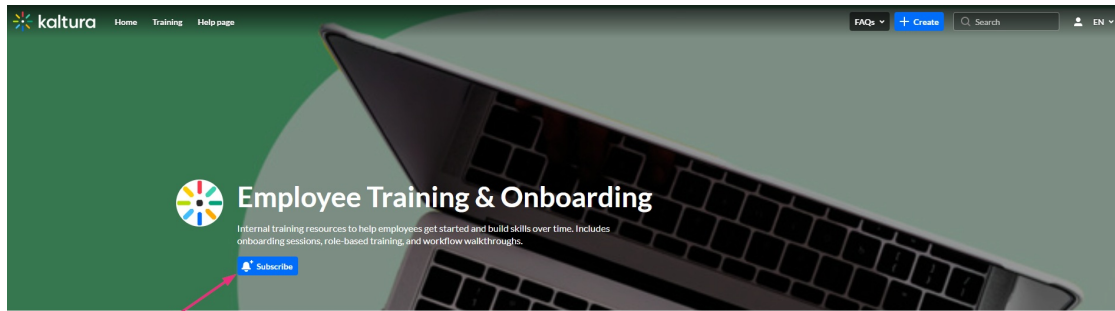 kaltura
Home Training Help page
FAQs
+ Create
Search
EN
Employee Training & Onboarding
Internal training resources to help employees get started and build skills over time. Includes
onboarding sessions, role-based training, and workflow walkthroughs.
Subscribe